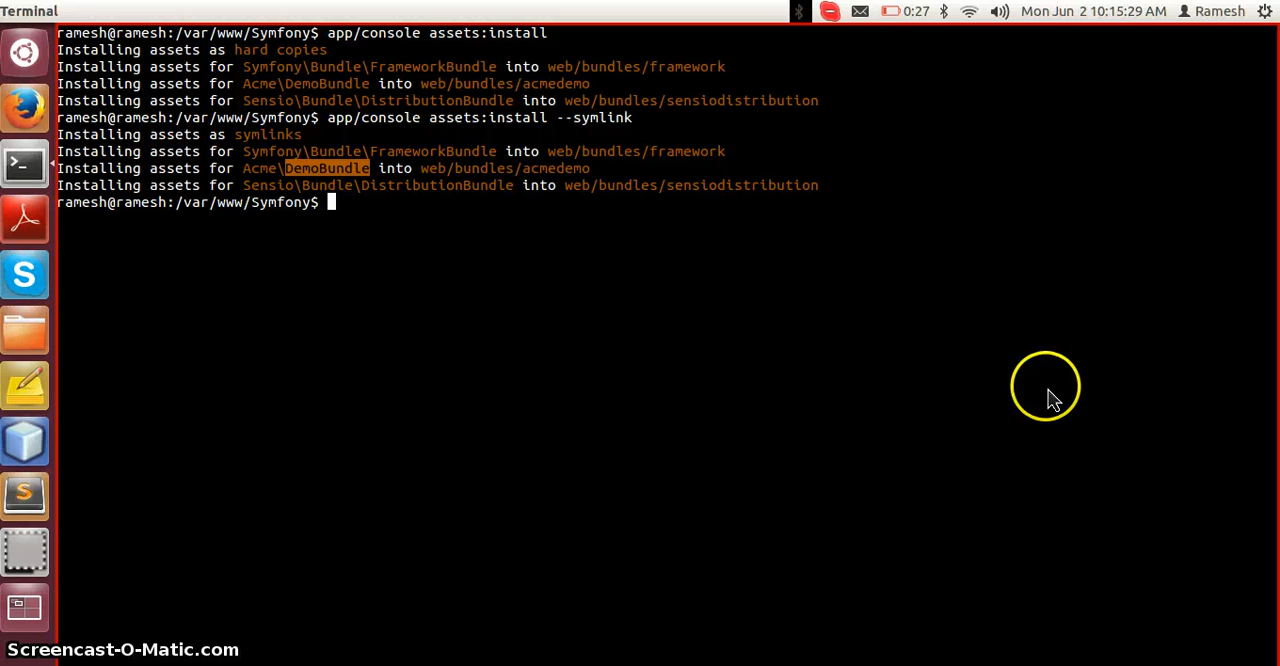 Terminal
0:27
Mon Jun 2 10:15:29 AM
Ramesh
ramesh@ramesh:/var/www/Symfony$ app/console assets:install
Installing assets as hard copies
Installing assets for Symfony\Bundle\FrameworkBundle into web/bundles/framework
Installing assets for Acme\DemoBundle into web/bundles/acmedemo
Installing assets for Sensio\Bundle\DistributionBundle into web/bundles/sensiodistribution
ramesh@ramesh:/var/www/Symfony$ app/console assets:install --symlink
Installing assets as symlinks
Installing assets for Symfony\Bundle\FrameworkBundle into web/bundles/framework
Installing assets for Acme\DemoBundle into web/bundles/acmedemo
Installing assets for Sensio\Bundle\DistributionBundle into web/bundles/sensiodistribution
ramesh@ramesh:/var/www/Symfony$
Screencast-O-Matic.com